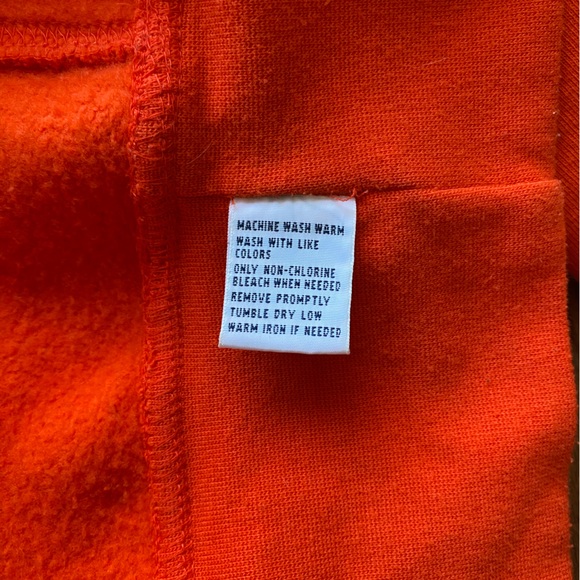 MACHINE WASH WARM
WASH WITH LIKE
COLORS
ONLY NON-CHLORINE
BLEACH WHEN NEEDED
REMOVE PROMPTLY
TUMBLE DRY LOW
WARM IRON IF NEEDED